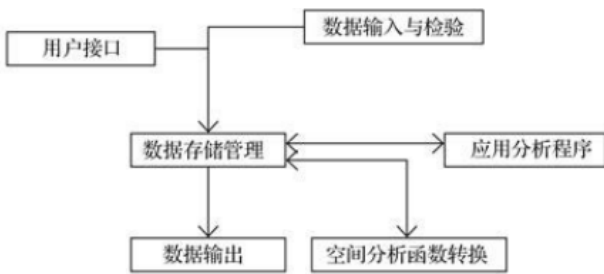 数据输入与检验
用户接口
数据存储管理
应用分析程序
数据输出
空间分析函数转换